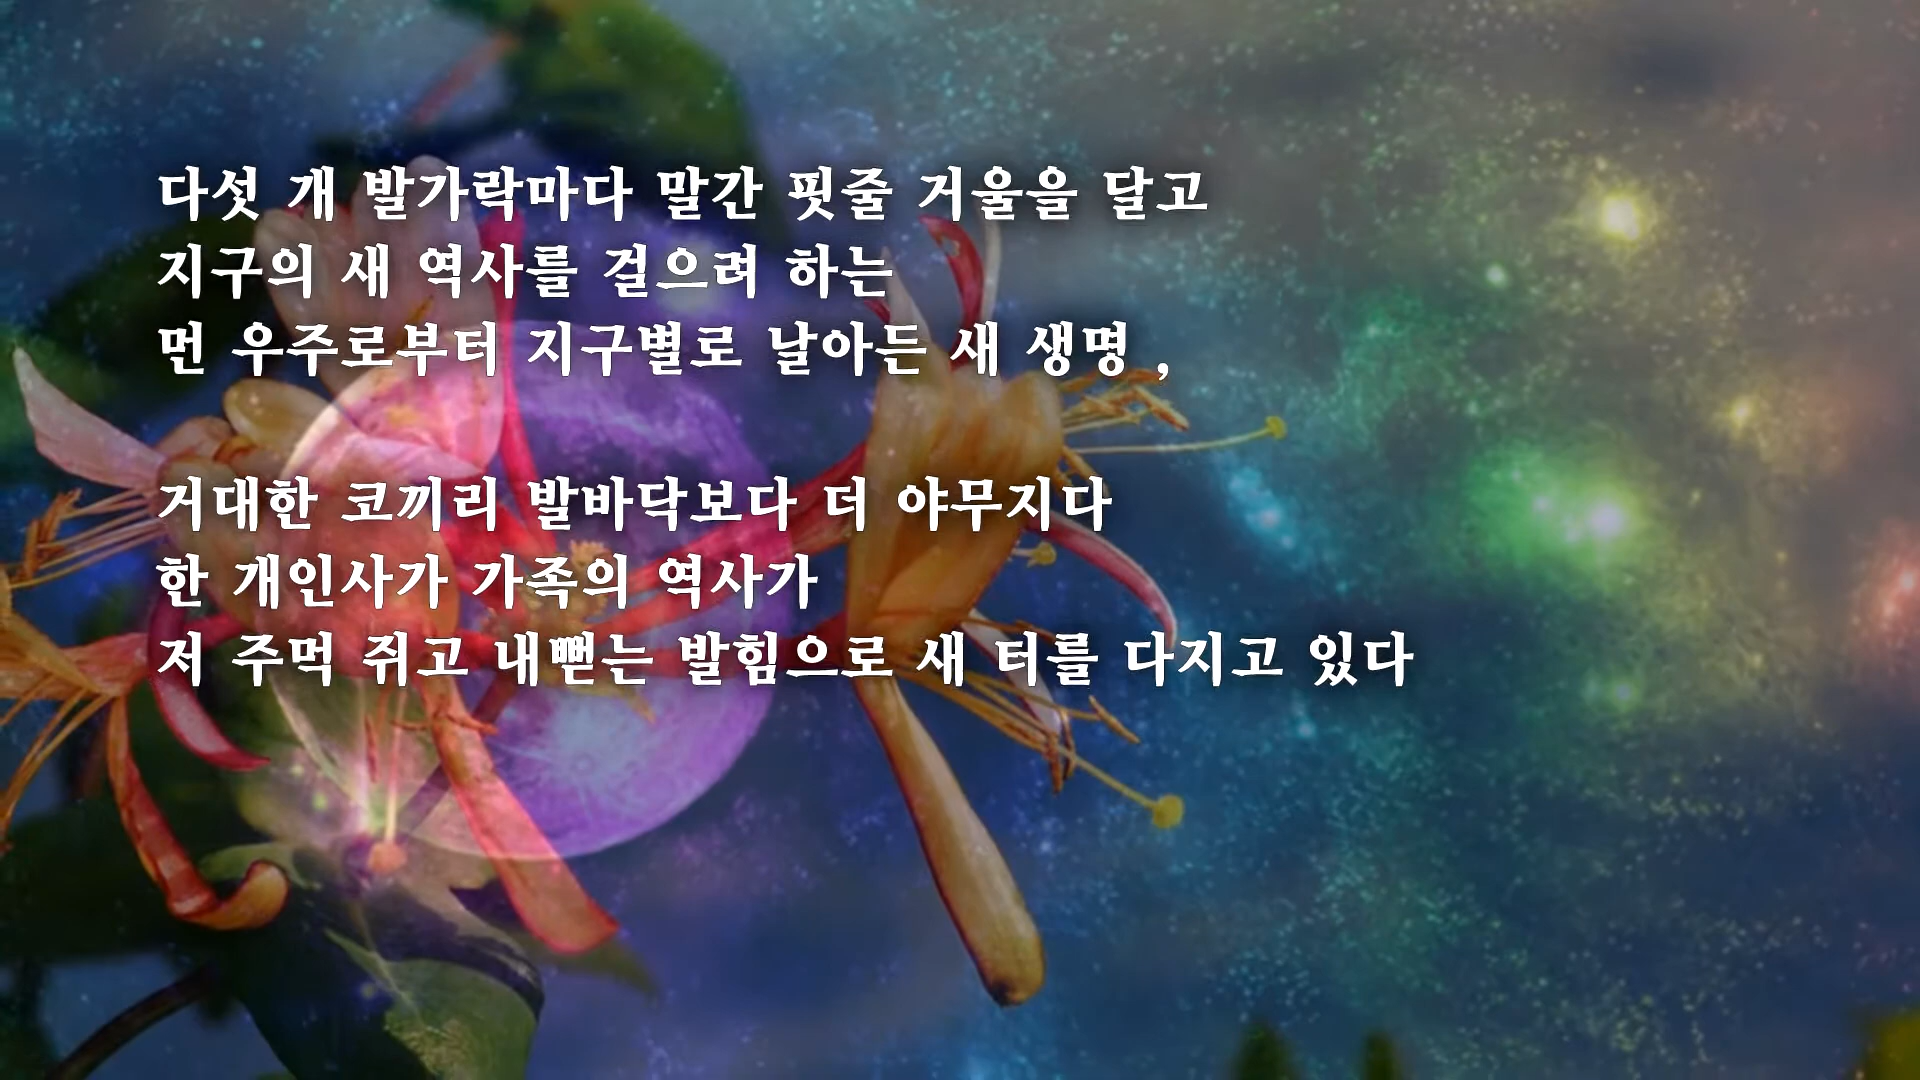 다섯 개 발가락마다 말간 핏줄 거울을 달고
지구의 새 역사를 걸으려 하는
먼 우주로부터 지구별로 날아든 새 생명 ,
거대한 코끼리 발바닥보다 더 야무지다
한 개인사가 가족의 역사가
저 주먹 쥐고 내뻗는 발힘으로 새 터를 다지고 있다